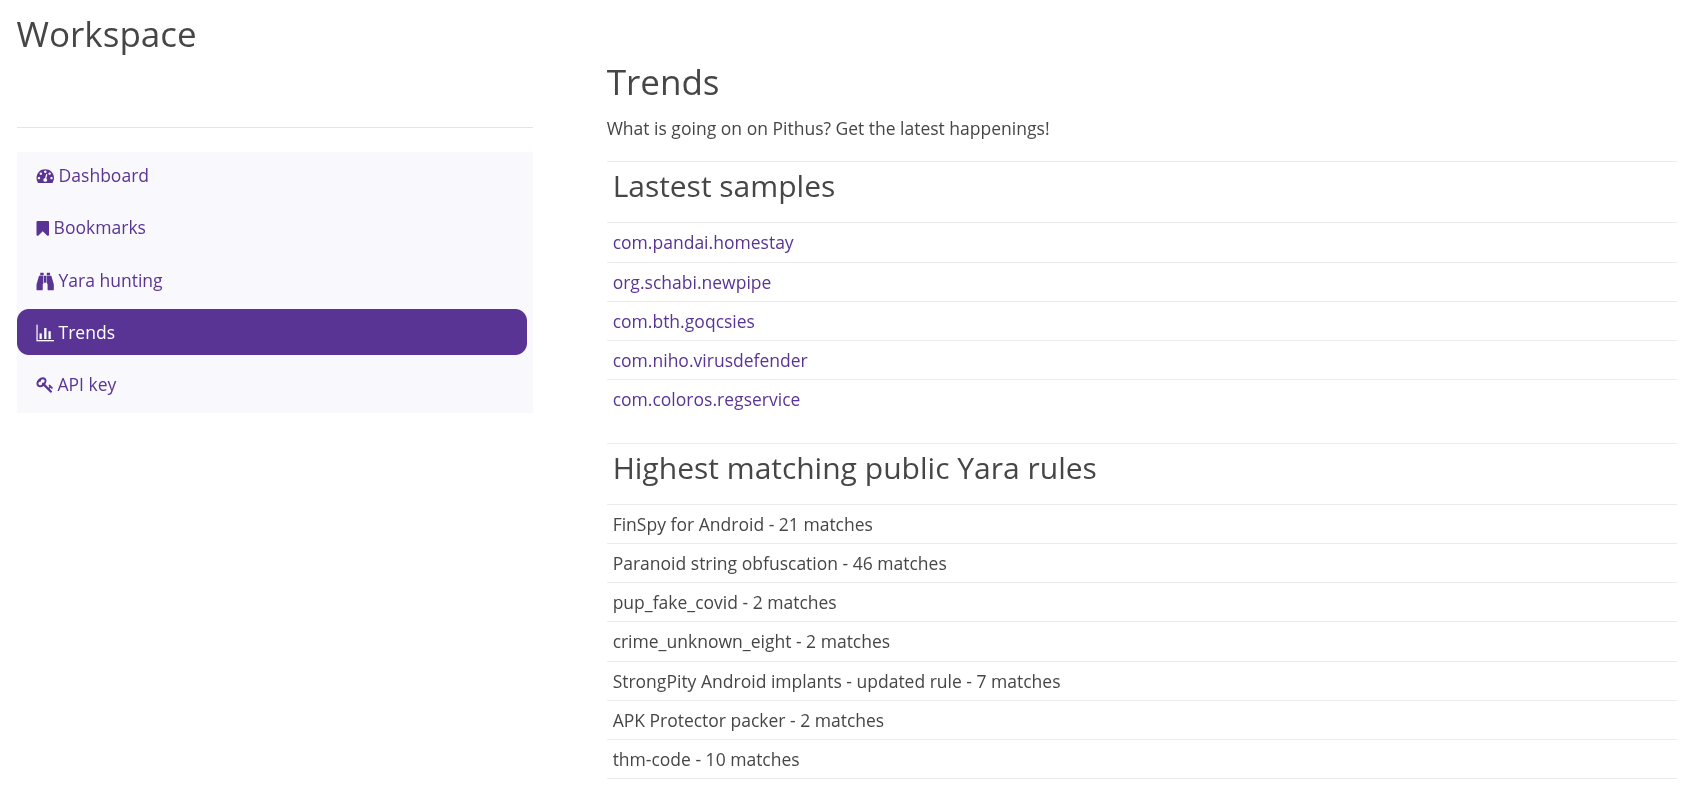 Workspace
Dashboard
Bookmarks
Yara hunting
Trends
API key
Trends
What is going on on Pithus? Get the latest happenings!
Lastest samples
com.pandai.homestay
org.schabi.newpipe
com.bth.goqcsies
com.niho.virusdefender
com.coloros.regservice
Highest matching public Yara rules
FinSpy for Android - 21 matches
Paranoid string obfuscation - 46 matches
pup_fake_covid - 2 matches
crime_unknown_eight - 2 matches
StrongPity Android implants - updated rule - 7 matches
APK Protector packer - 2 matches
thm-code - 10 matches